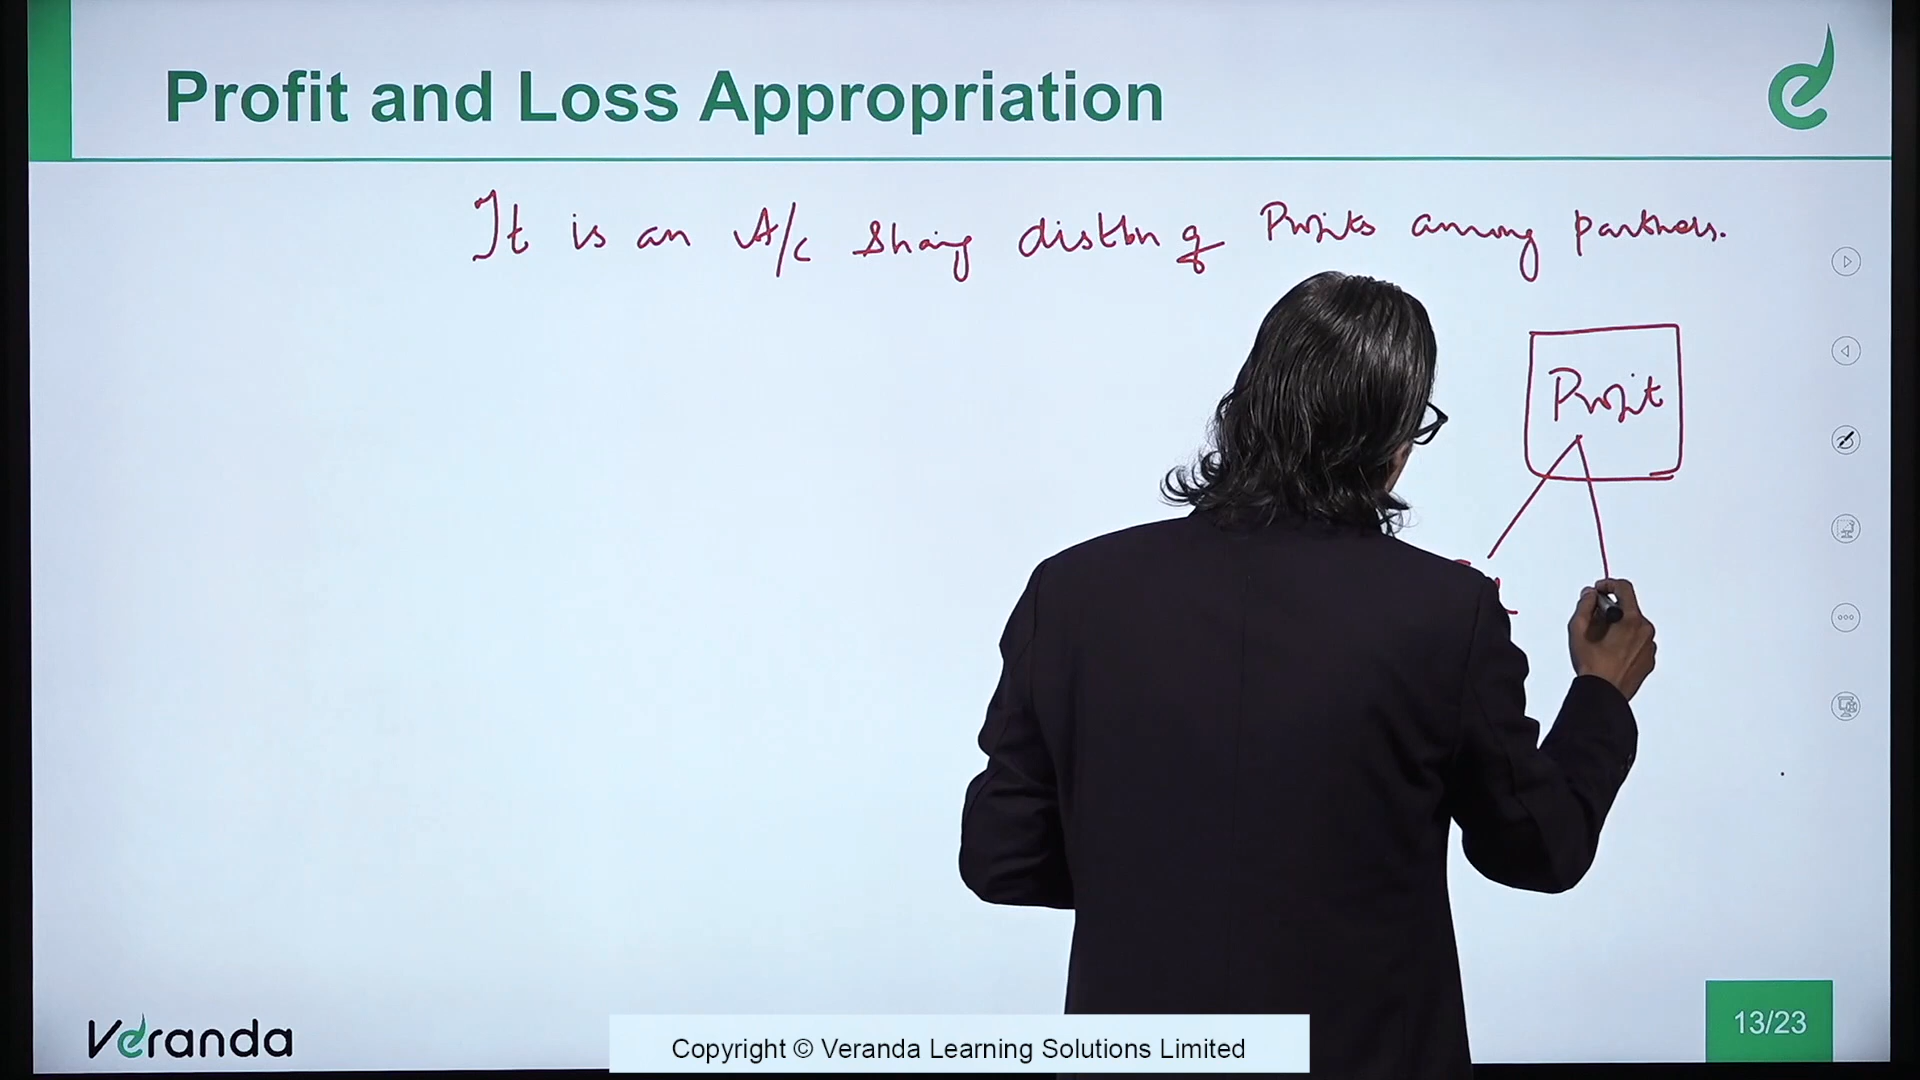 Profit and Loss Appropriation
It is an A/c Shoing distbn of Profits among partners.
Profit
Veranda
Copyright © Veranda Learning Solutions Limited
13/23